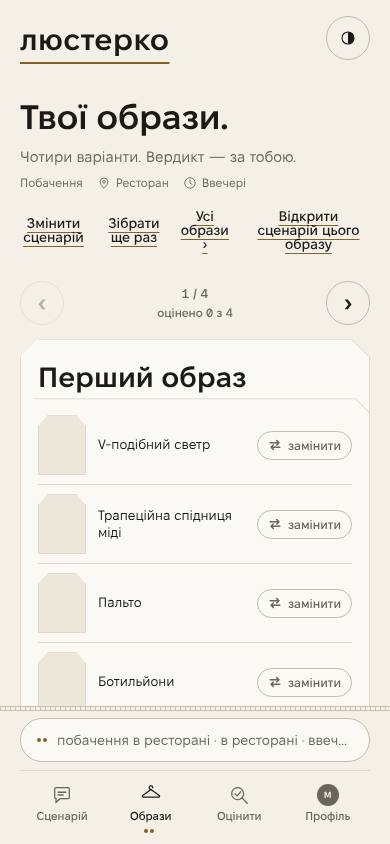 люстерко
Твої образи.
Чотири варіанти. Вердикт — за тобою.
Побачення Ресторан Ввечері
Змінити
сценарій
Зібрати
ще раз
Усі
образи
›
Відкрити
сценарій цього
образу
‹
1 / 4
оцінено 0 з 4
›
Перший образ
V-подібний светр
замінити
Трапеційна спідниця
міді
замінити
Пальто
замінити
Ботильйони
замінити
побачення в ресторані · в ресторані · ввеч...
Сценарій Образи Оцінити М Профіль